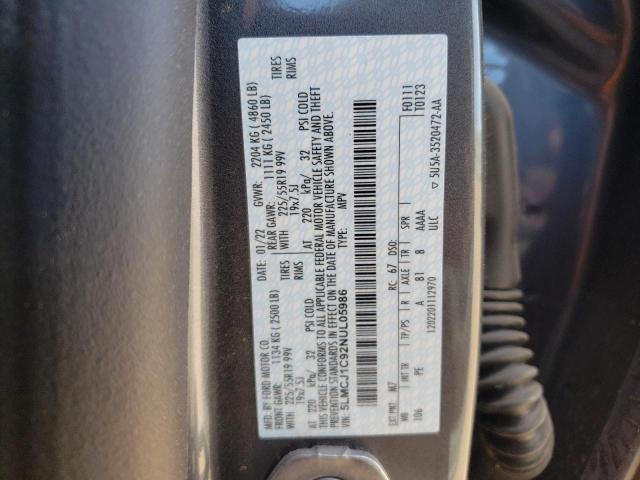 MFD. BY FORD MOTOR CO.
DATE: 01/22 GVWR: 2204 KG ( 4860 LB)
FRONT GAWR: 1134 KG ( 2500 LB) REAR GAWR: 1111 KG ( 2450 LB)
WITH 225/55R19 99V TIRES WITH 225/55R19 99V TIRES
19x7.5J RIMS 19x7.5J RIMS
AT 220 kPa/ 32 PSI COLD AT 220 kPa/ 32 PSI COLD
THIS VEHICLE CONFORMS TO ALL APPLICABLE FEDERAL MOTOR VEHICLE SAFETY AND THEFT
PREVENTION STANDARDS IN EFFECT ON THE DATE OF MANUFACTURE SHOWN ABOVE.
VIN: 5LMCJ1C92NUL05986 TYPE: MPV
F0111
T0123
EXT PNT: M7 RC: 67 DSO:
WB INT TR TP/PS R AXLE TR SPR
106 PE A B1 B AAAA
1202201112970 ULC
▽ 5U5A-3520472-AA